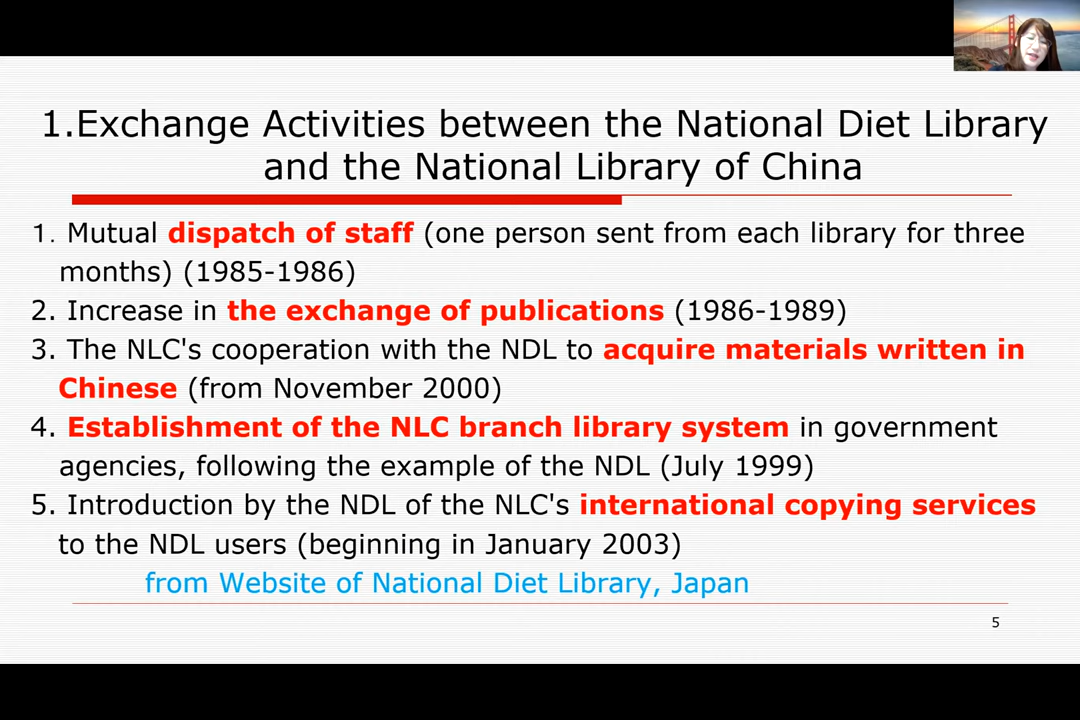 1.Exchange Activities between the National Diet Library
and the National Library of China
1. Mutual dispatch of staff (one person sent from each library for three
months) (1985-1986)
2. Increase in the exchange of publications (1986-1989)
3. The NLC's cooperation with the NDL to acquire materials written in
Chinese (from November 2000)
4. Establishment of the NLC branch library system in government
agencies, following the example of the NDL (July 1999)
5. Introduction by the NDL of the NLC's international copying services
to the NDL users (beginning in January 2003)
from Website of National Diet Library, Japan
5